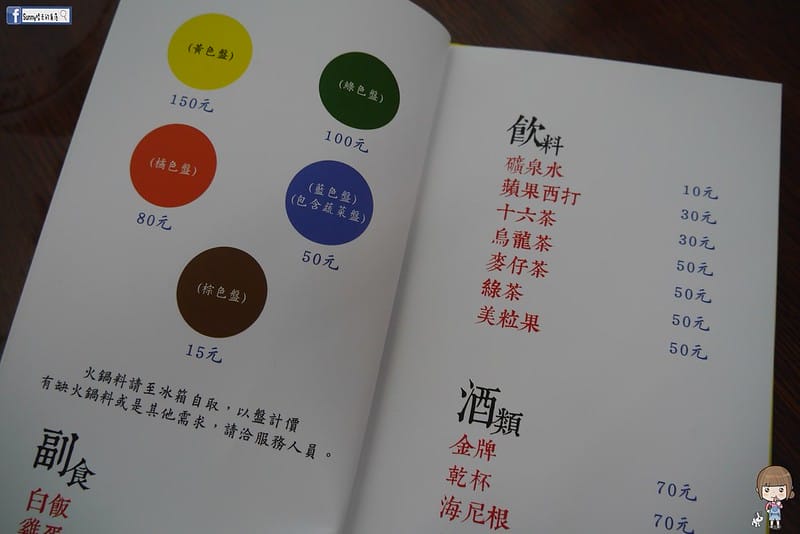 Sunny瘋走的角落
(黃色盤)
150元
(綠色盤)
100元
(橘色盤)
80元
(藍色盤)
(包含蔬菜盤)
50元
(棕色盤)
15元
火鍋料請至冰箱自取，以盤計價
有缺火鍋料或是其他需求，請洽服務人員。
副食
白飯
雞蛋
飲料
礦泉水 10元
蘋果西打 30元
十六茶 30元
烏龍茶 50元
麥仔茶 50元
綠茶 50元
美粒果 50元
酒類
金牌 70元
乾杯 70元
海尼根